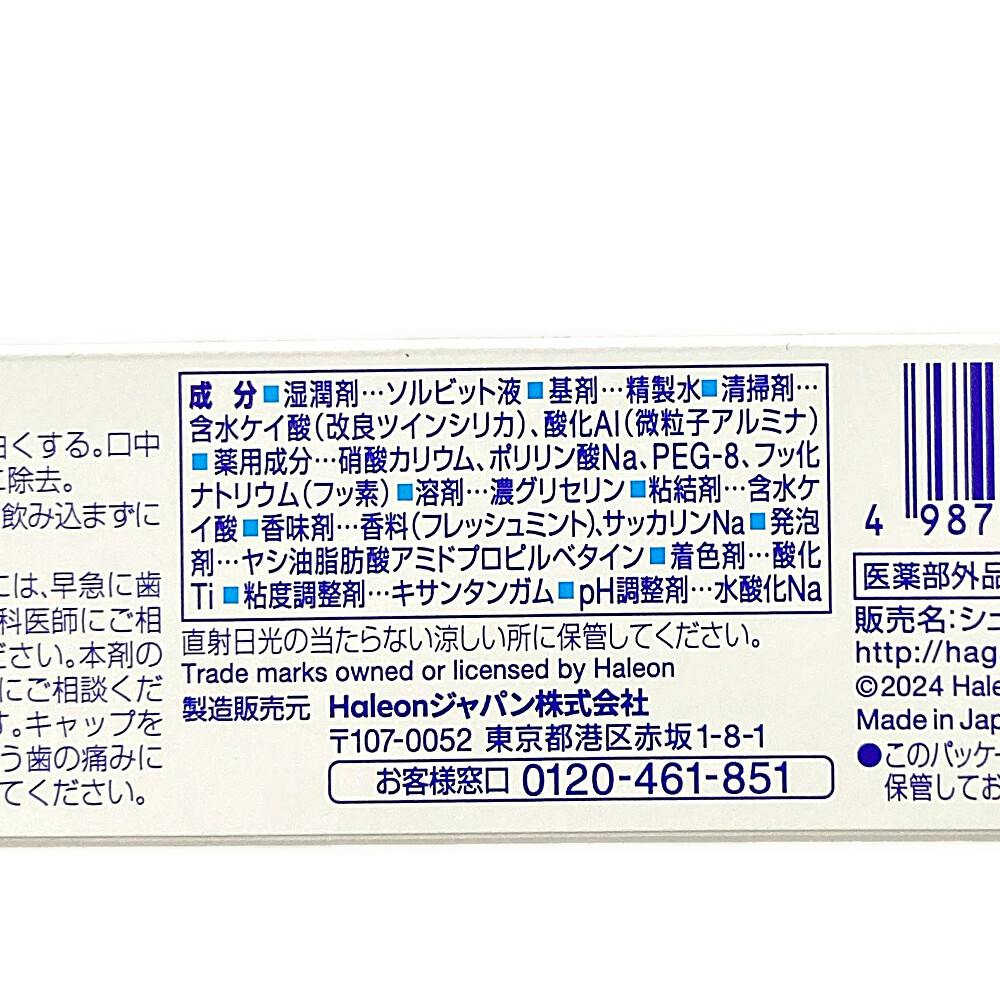 くする。口中
除去。
飲み込まずに
には、早急に歯
科医師にご相
ださい。本剤の
にご相談くだ
す。キャップを
う歯の痛みに
てください。
成 分■湿潤剤…ソルビット液■基剤…精製水■清掃剤…
含水ケイ酸(改良ツインシリカ)、酸化Al(微粒子アルミナ)
■薬用成分…硝酸カリウム、ポリリン酸Na、PEG-8、フッ化
ナトリウム(フッ素)■溶剤…濃グリセリン■粘結剤…含水ケ
イ酸■香味剤…香料(フレッシュミント)、サッカリンNa■発泡
剤…ヤシ油脂肪酸アミドプロピルベタイン■着色剤…酸化
Ti■粘度調整剤…キサンタンガム■pH調整剤…水酸化Na
直射日光の当たらない涼しい所に保管してください。
Trade marks owned or licensed by Haleon
製造販売元 Haleonジャパン株式会社
〒107-0052 東京都港区赤坂1-8-1
お客様窓口 0120-461-851
4 987
医薬部外品
販売名:シュ
http://hag
©2024 Hale
Made in Jap
●このパッケー
保管してお